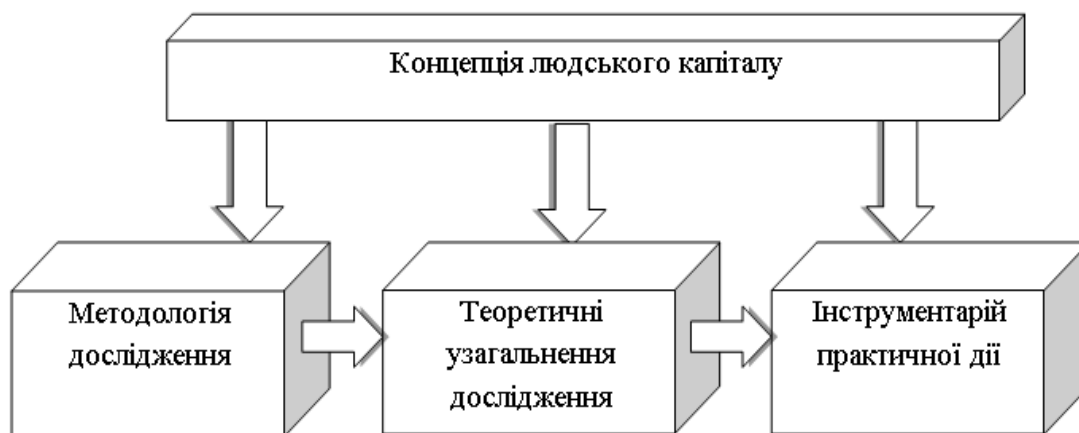 Концепція людського капіталу
Методологія
дослідження
Теоретичні
узагальнення
дослідження
Інструментарій
практичної дії